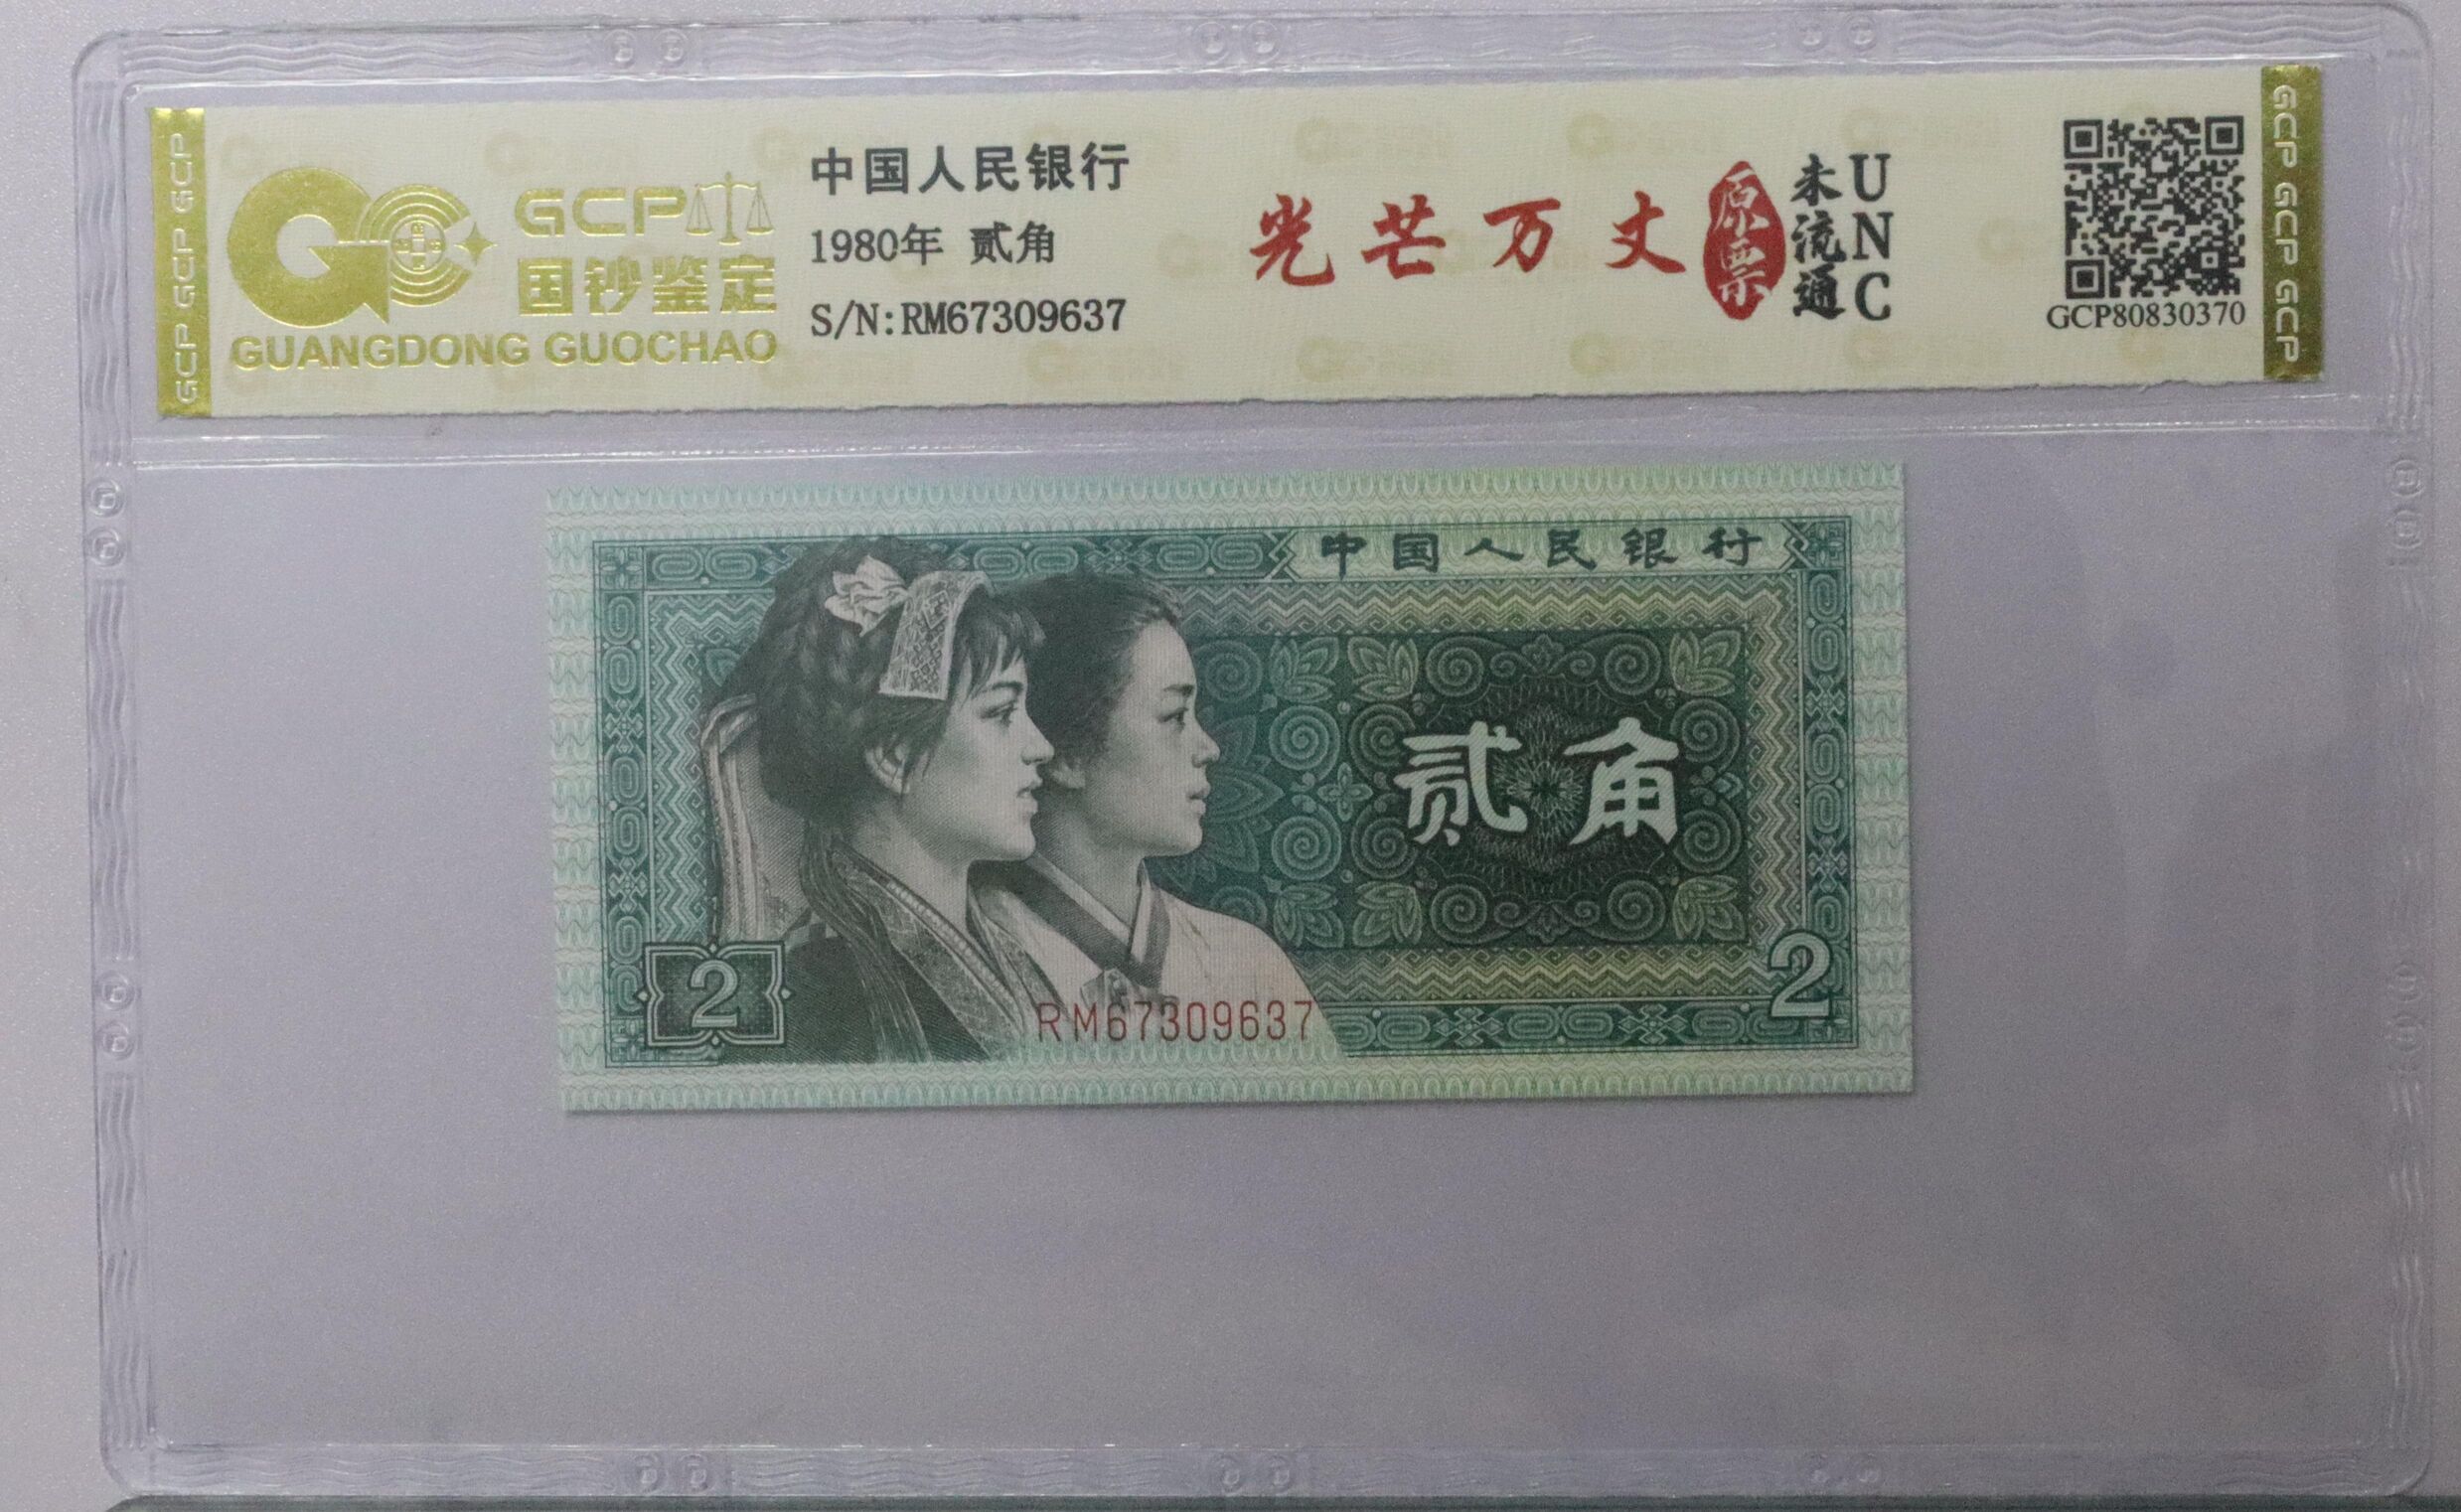 GCP GCP GCP
GCP
国钞鉴定
GUANGDONG GUOCHAO
中国人民银行
1980年 贰角
S/N:RM67309637
光芒万丈
原票
未流通
UNC
GCP80830370
GCP GCP GCP
中国人民银行
贰角
2
2
RM67309637